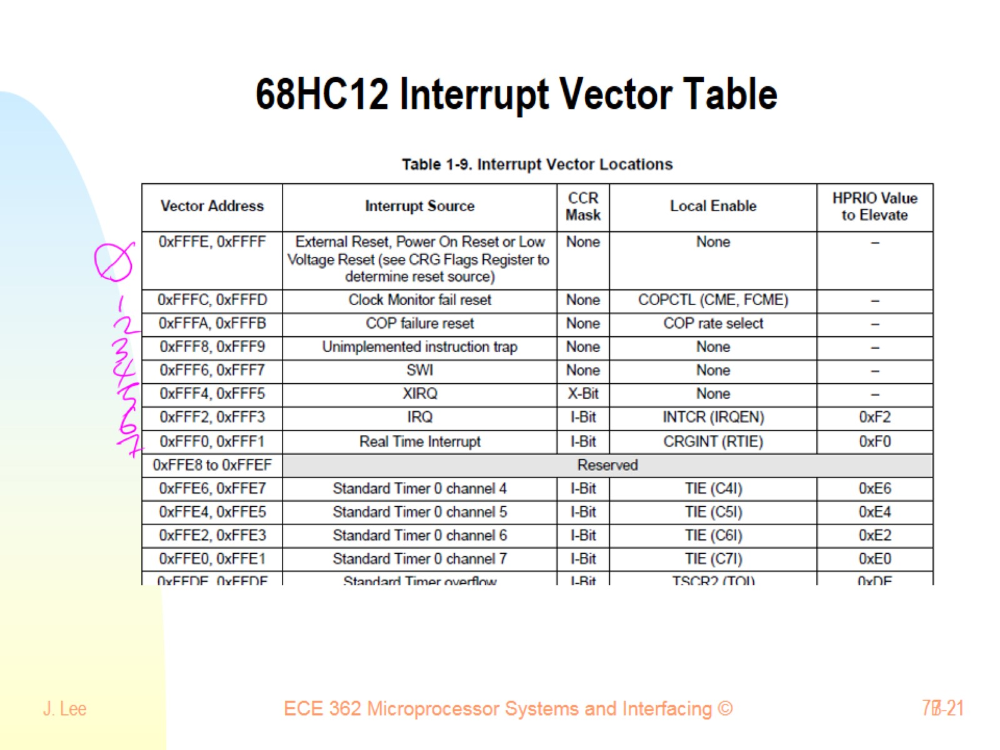 68HC12 Interrupt Vector Table
Table 1-9. Interrupt Vector Locations
Vector Address Interrupt Source CCR Mask Local Enable HPRIO Value to Elevate
0 0xFFFE, 0xFFFF External Reset, Power On Reset or Low Voltage Reset (see CRG Flags Register to determine reset source) None None –
1 0xFFFC, 0xFFFD Clock Monitor fail reset None COPCTL (CME, FCME) –
2 0xFFFA, 0xFFFB COP failure reset None COP rate select –
3 0xFFF8, 0xFFF9 Unimplemented instruction trap None None –
4 0xFFF6, 0xFFF7 SWI None None –
5 0xFFF4, 0xFFF5 XIRQ X-Bit None –
6 0xFFF2, 0xFFF3 IRQ I-Bit INTCR (IRQEN) 0xF2
7 0xFFF0, 0xFFF1 Real Time Interrupt I-Bit CRGINT (RTIE) 0xF0
0xFFE8 to 0xFFEF Reserved
0xFFE6, 0xFFE7 Standard Timer 0 channel 4 I-Bit TIE (C4I) 0xE6
0xFFE4, 0xFFE5 Standard Timer 0 channel 5 I-Bit TIE (C5I) 0xE4
0xFFE2, 0xFFE3 Standard Timer 0 channel 6 I-Bit TIE (C6I) 0xE2
0xFFE0, 0xFFE1 Standard Timer 0 channel 7 I-Bit TIE (C7I) 0xE0
0xFFDE, 0xFFDF Standard Timer overflow I-Bit TSCR2 (TOI) 0xDE
J. Lee ECE 362 Microprocessor Systems and Interfacing © -21